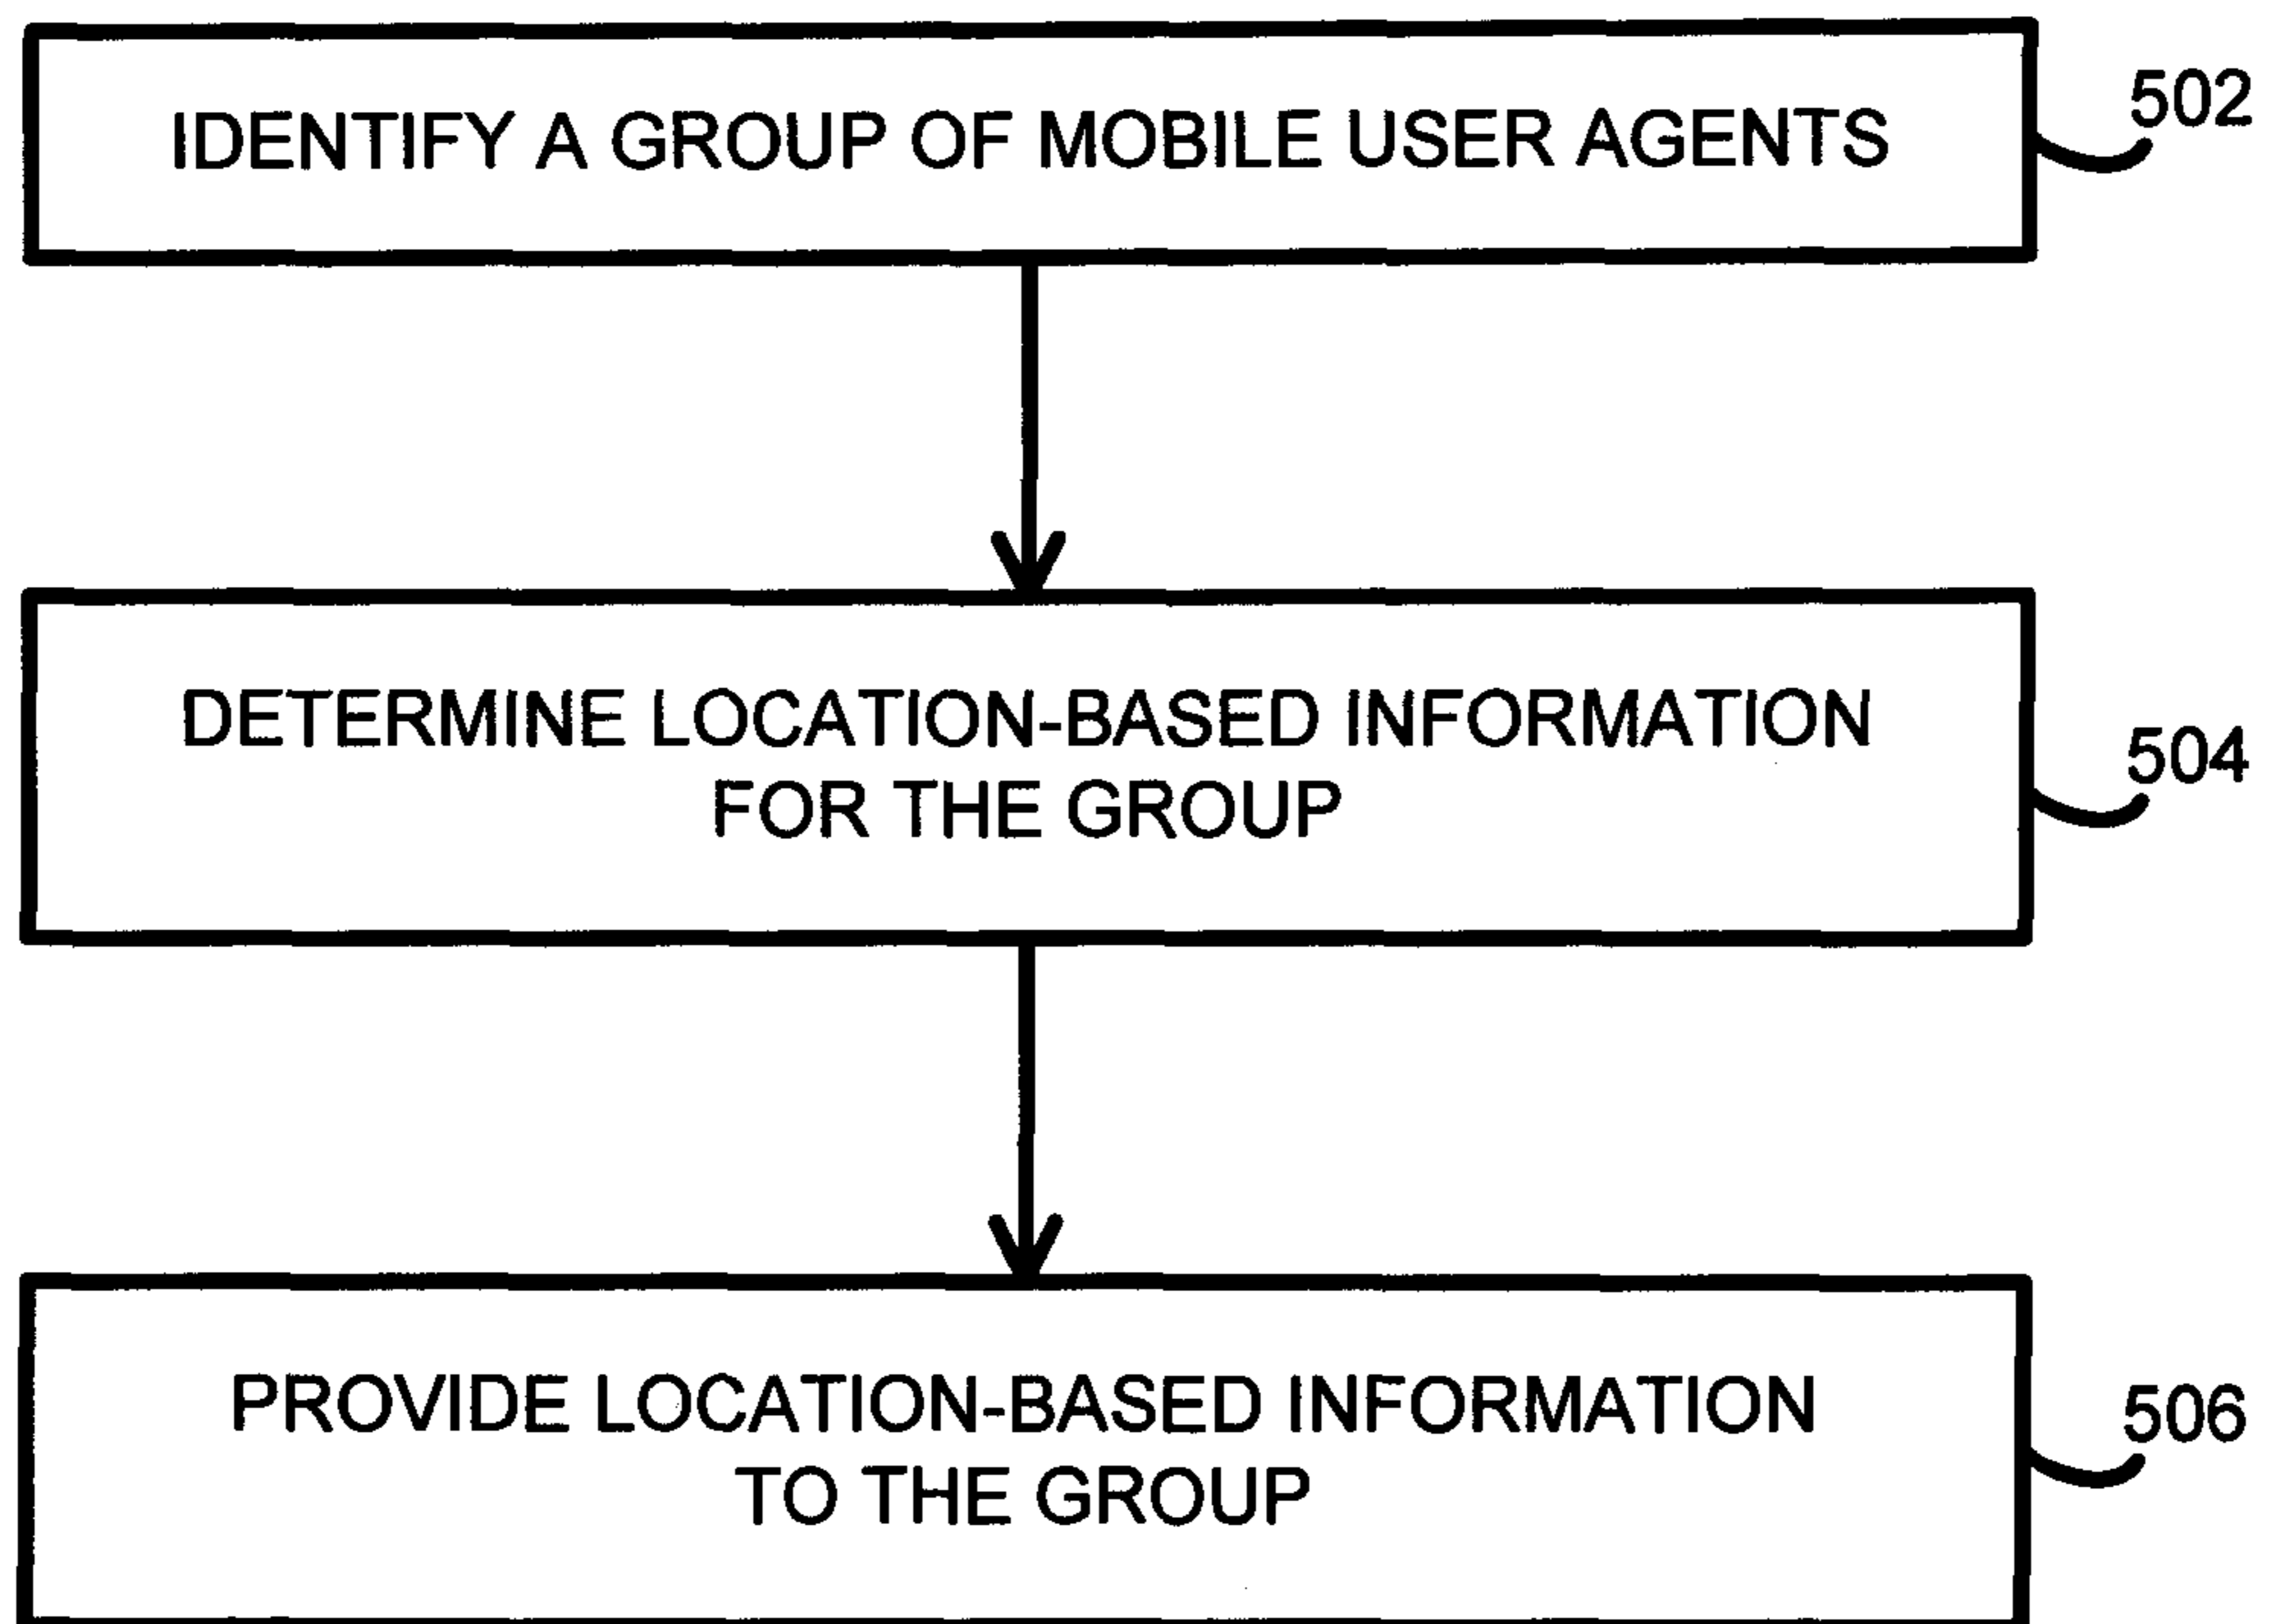 IDENTIFY A GROUP OF MOBILE USER AGENTS
502
DETERMINE LOCATION-BASED INFORMATION
FOR THE GROUP
504
PROVIDE LOCATION-BASED INFORMATION
TO THE GROUP
506